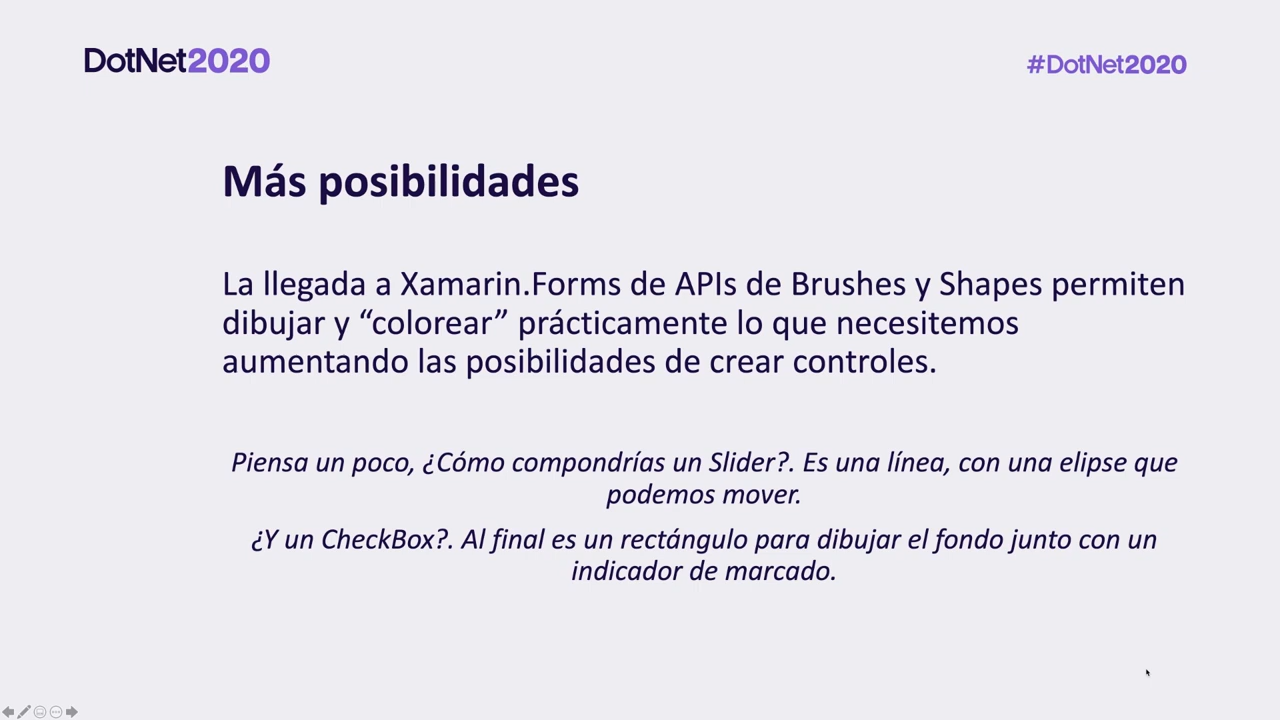 DotNet2020
#DotNet2020
Más posibilidades
La llegada a Xamarin.Forms de APIs de Brushes y Shapes permiten
dibujar y “colorear” prácticamente lo que necesitemos
aumentando las posibilidades de crear controles.
Piensa un poco, ¿Cómo compondrías un Slider?. Es una línea, con una elipse que
podemos mover.
¿Y un CheckBox?. Al final es un rectángulo para dibujar el fondo junto con un
indicador de marcado.